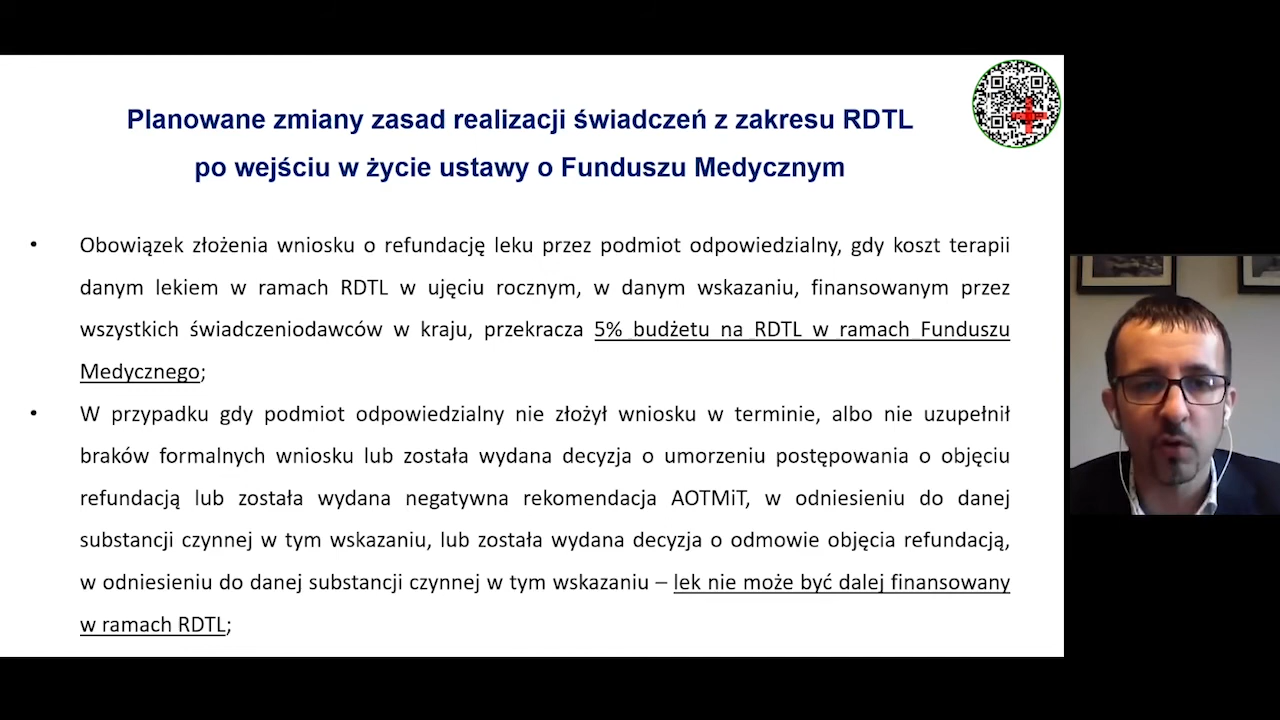 Planowane zmiany zasad realizacji świadczeń z zakresu RDTL
po wejściu w życie ustawy o Funduszu Medycznym
• Obowiązek złożenia wniosku o refundację leku przez podmiot odpowiedzialny, gdy koszt terapii
danym lekiem w ramach RDTL w ujęciu rocznym, w danym wskazaniu, finansowanym przez
wszystkich świadczeniodawców w kraju, przekracza 5% budżetu na RDTL w ramach Funduszu
Medycznego;
• W przypadku gdy podmiot odpowiedzialny nie złożył wniosku w terminie, albo nie uzupełnił
braków formalnych wniosku lub została wydana decyzja o umorzeniu postępowania o objęciu
refundacją lub została wydana negatywna rekomendacja AOTMiT, w odniesieniu do danej
substancji czynnej w tym wskazaniu, lub została wydana decyzja o odmowie objęcia refundacją,
w odniesieniu do danej substancji czynnej w tym wskazaniu – lek nie może być dalej finansowany
w ramach RDTL;